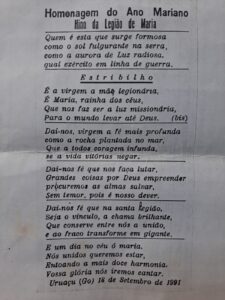 Homenagem do Ano Mariano
Hino da Legião de Maria
Quem é esta que surge formosa
como o sol fulgurante na serra,
como a aurora de Luz radiosa,
qual exército em linha de guerra.
Estribilho
É a virgem a mãe legionária,
É Maria, rainha dos céus,
Que nos faz ser a luz missionária,
Para o mundo levar até Deus. (bis)
Dai-nos, virgem a fé mais profunda
como a rocha plantada no mar,
Que a todos coragem infunda,
se a vida vitórias negar.
Dai-nos fé que nos faça lutar,
Grandes coisas por Deus empreender
procuremos as almas salvar,
Sem temor, pois é nosso dever.
Dai-nos fé que na santa legião,
Seja o vínculo, a chama brilhante,
Que conserve entre nós a unido,
e ao fraco transforme em gigante.
E um dia no céu ó maria.
Nós unidos queremos estar,
Entoando a mais doce harmonia.
Vossa glória nós iremos cantar.
Uruaçu (Go) 18 de Setembro de 1991